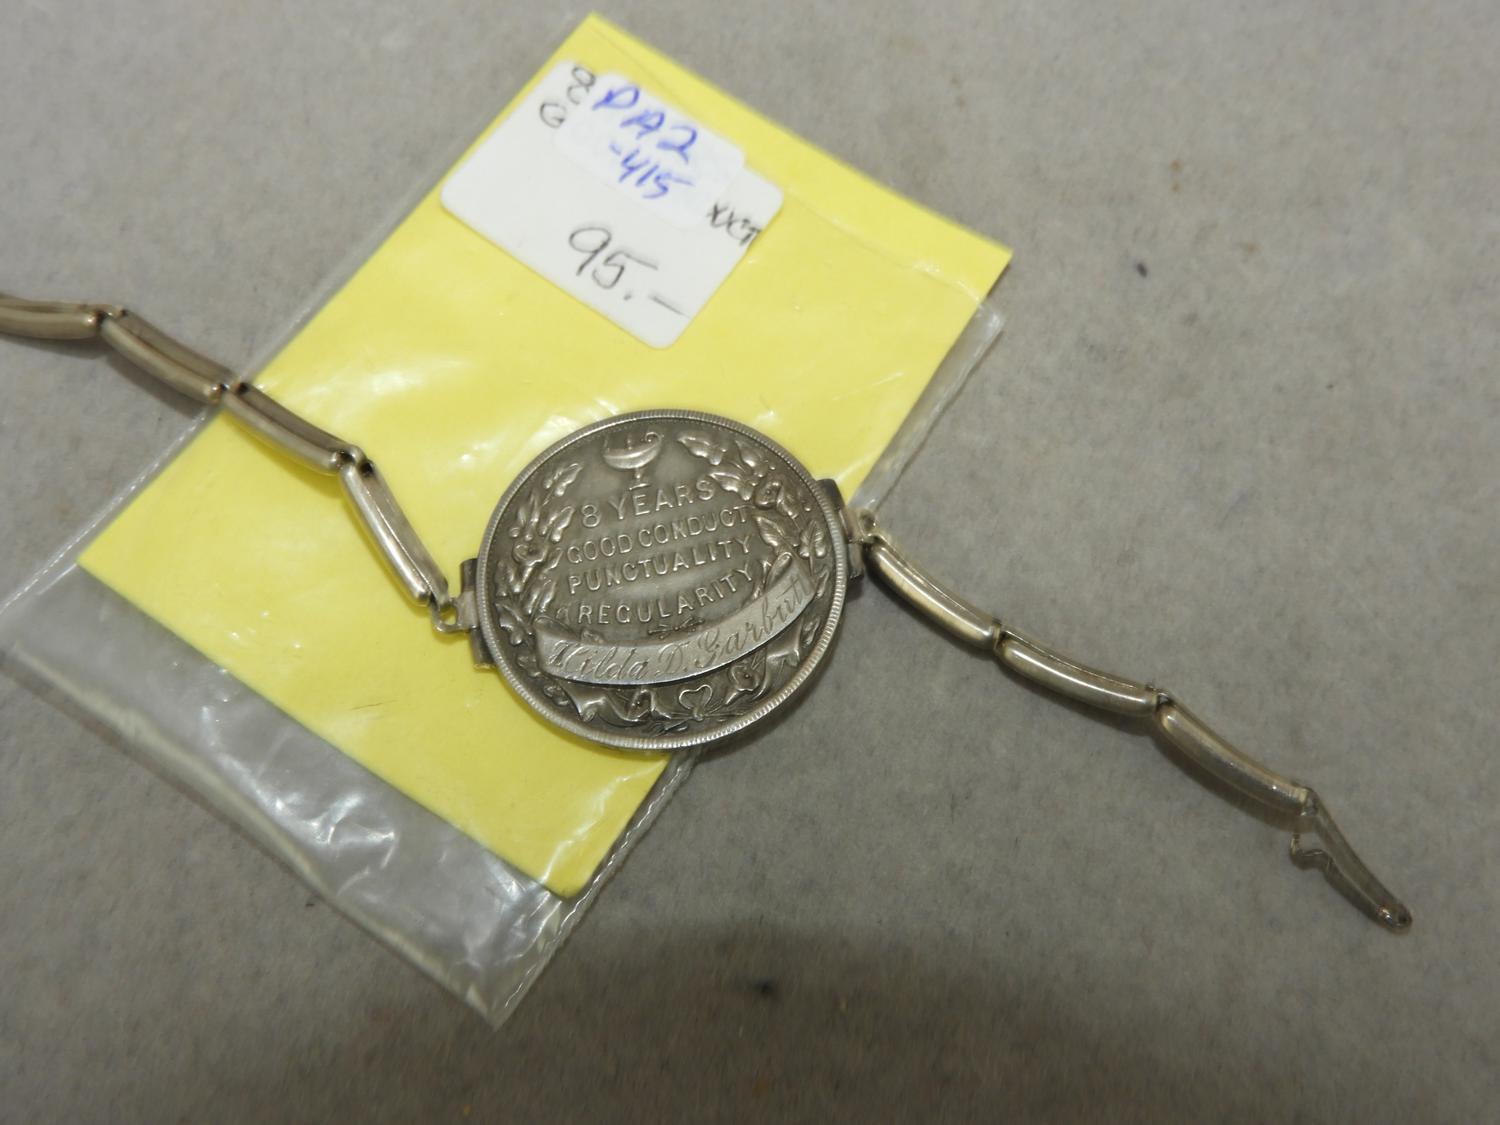 PA2
-415
95.-
8 YEARS
GOOD CONDUCT
PUNCTUALITY
REGULARITY
Hilda D. Garbutt